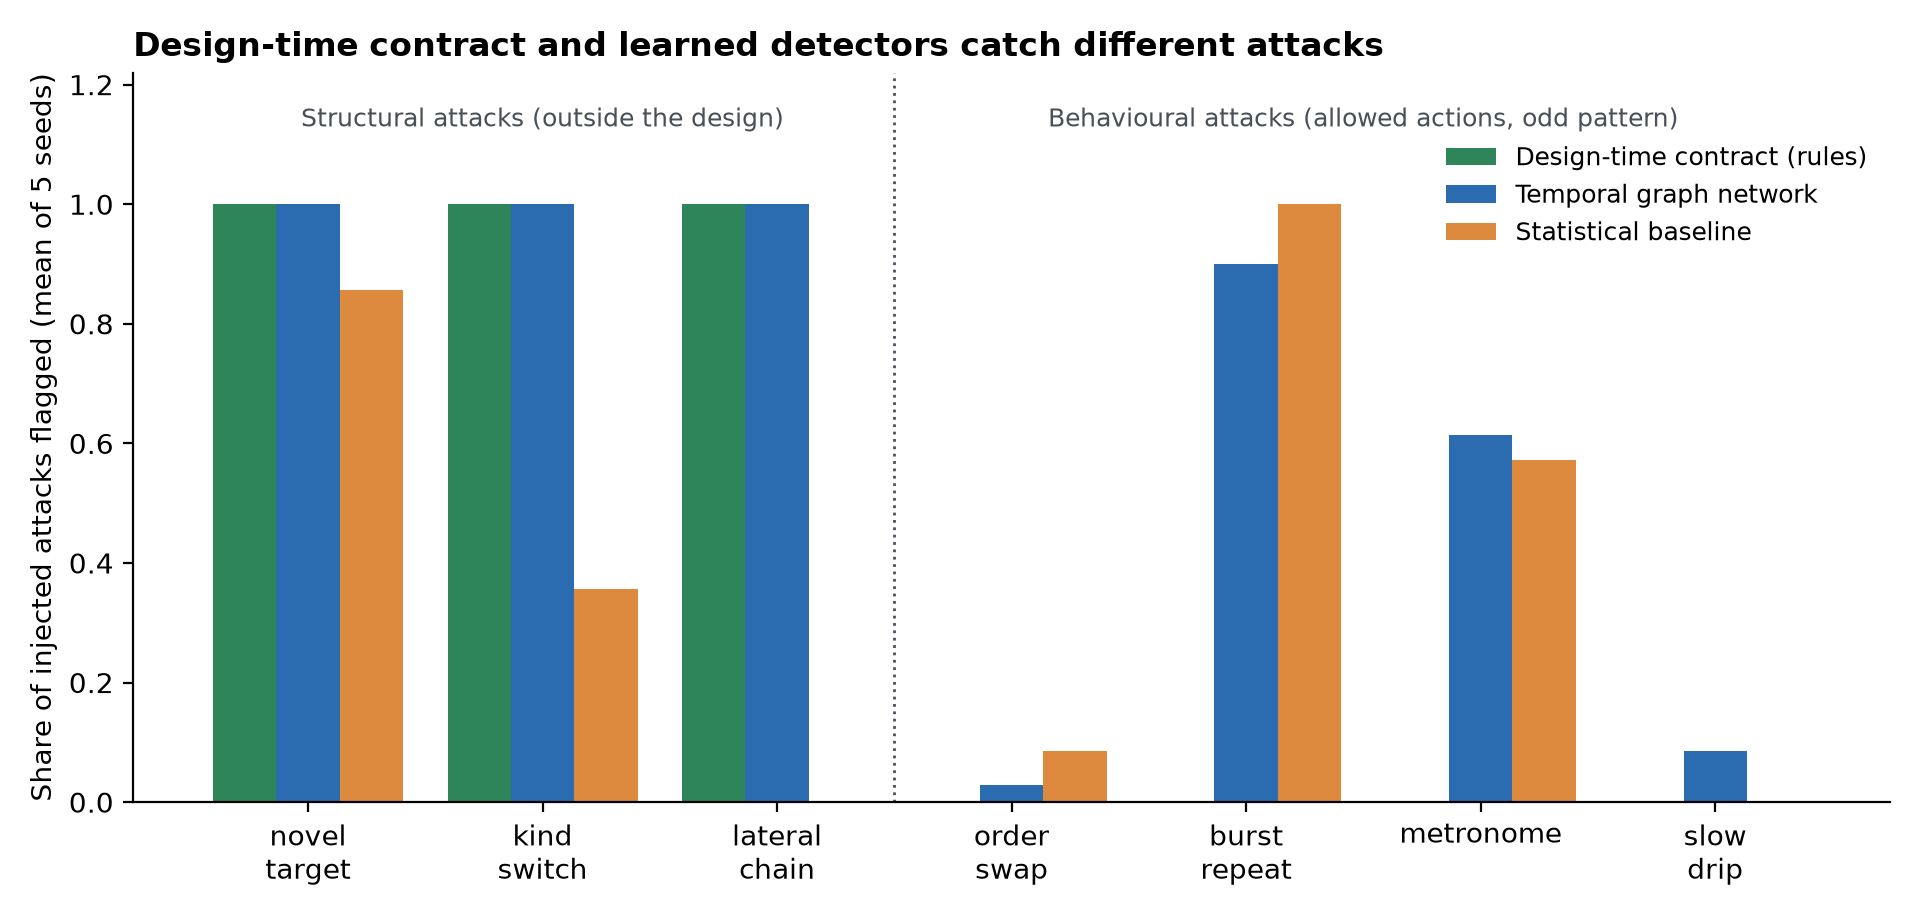 Design-time contract and learned detectors catch different attacks
Share of injected attacks flagged (mean of 5 seeds)
1.2
1.0
0.8
0.6
0.4
0.2
0.0
Structural attacks (outside the design)
Behavioural attacks (allowed actions, odd pattern)
Design-time contract (rules)
Temporal graph network
Statistical baseline
novel
target
kind
switch
lateral
chain
order
swap
burst
repeat
metronome
slow
drip